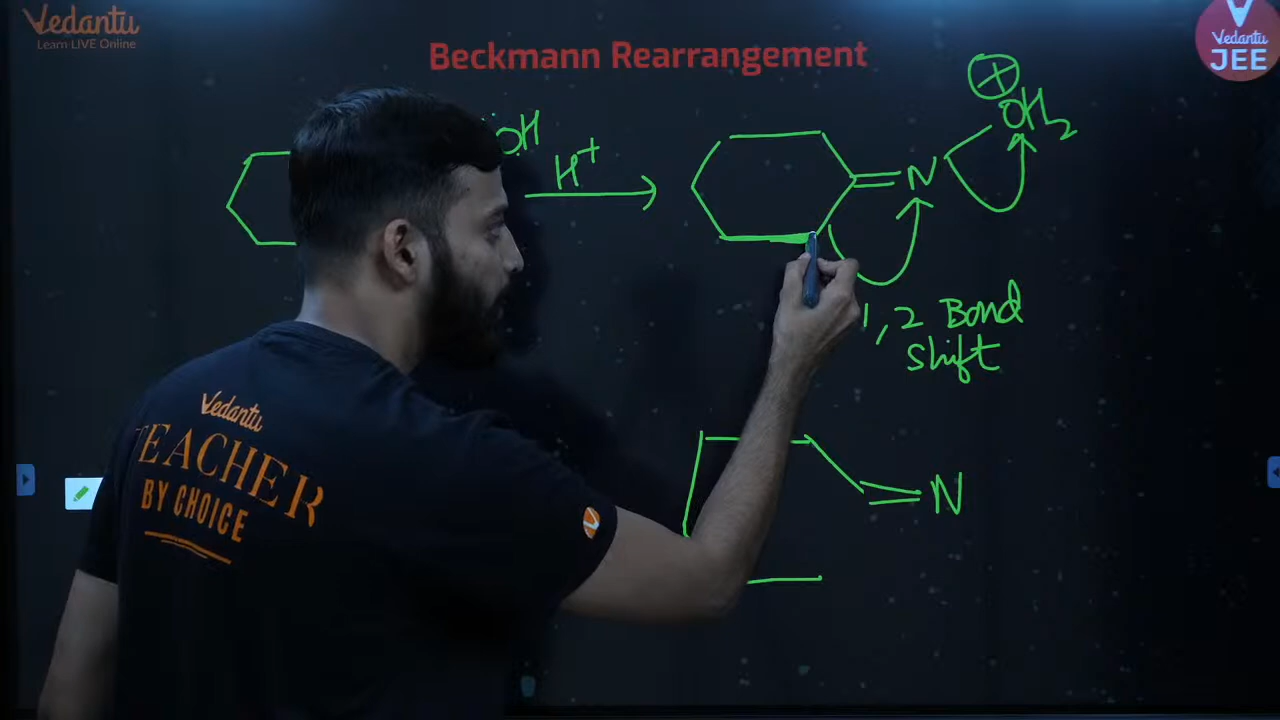 Vedantu
Learn LIVE Online
Beckmann Rearrangement
Vedantu
JEE
OH
H+
N
⊕
OH2
1,2 Bond
Shift
N
Vedantu
TEACHER
BY CHOICE